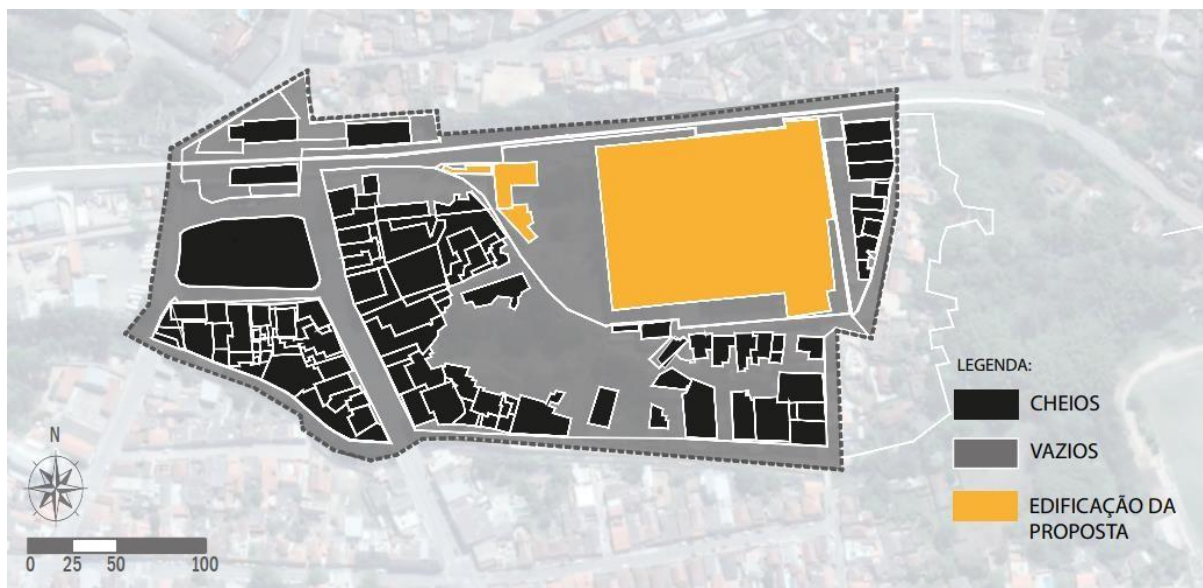 LEGENDA:
CHEIOS
VAZIOS
EDIFICAÇÃO DA
PROPOSTA
N
0 25 50 100